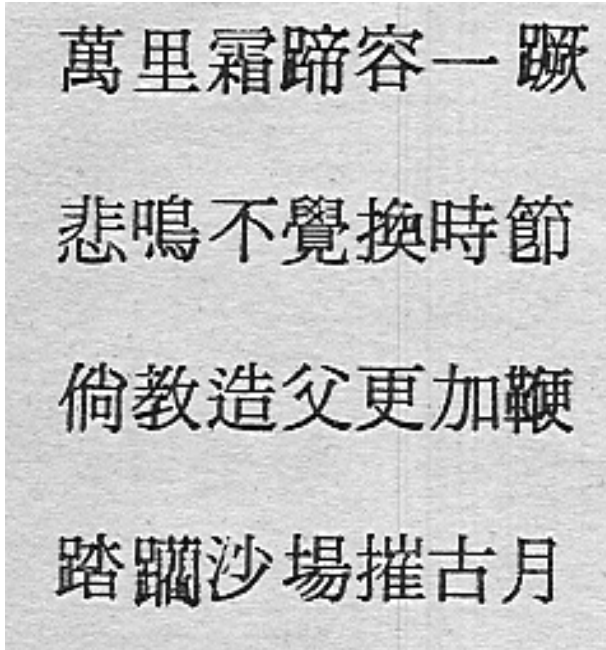 萬里霜蹄容一蹶
悲鳴不覺換時節
倘教造父更加鞭
踏躪沙場摧古月